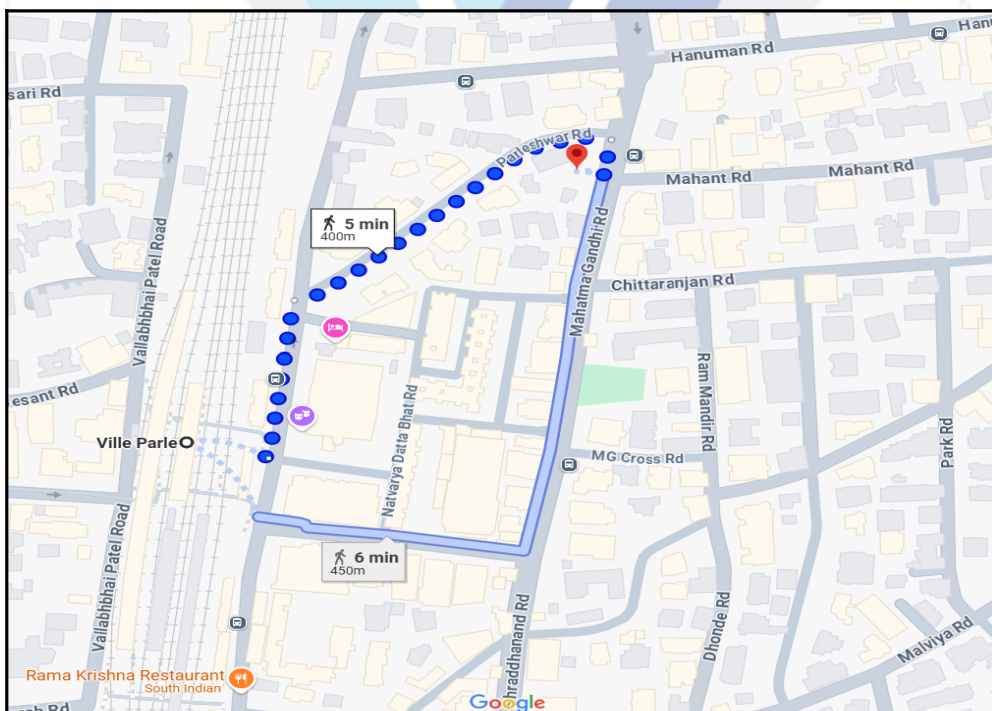 Hanuman Rd
Hanu
sari Rd
Parleshwar Rd
Mahant Rd
Mahant Rd
5 min
400m
Vallabhbhai Patel Road
Mahatma Gandhi Rd
Chittaranjan Rd
esant Rd
Natvarya Datta Bhat Rd
Ram Mandir Rd
Ville Parle
MG Cross Rd
Park Rd
Vallabhbhai Patel Road
6 min
450m
hraddhanand Rd
Dhonde Rd
Malviya Rd
Rama Krishna Restaurant
South Indian
Google